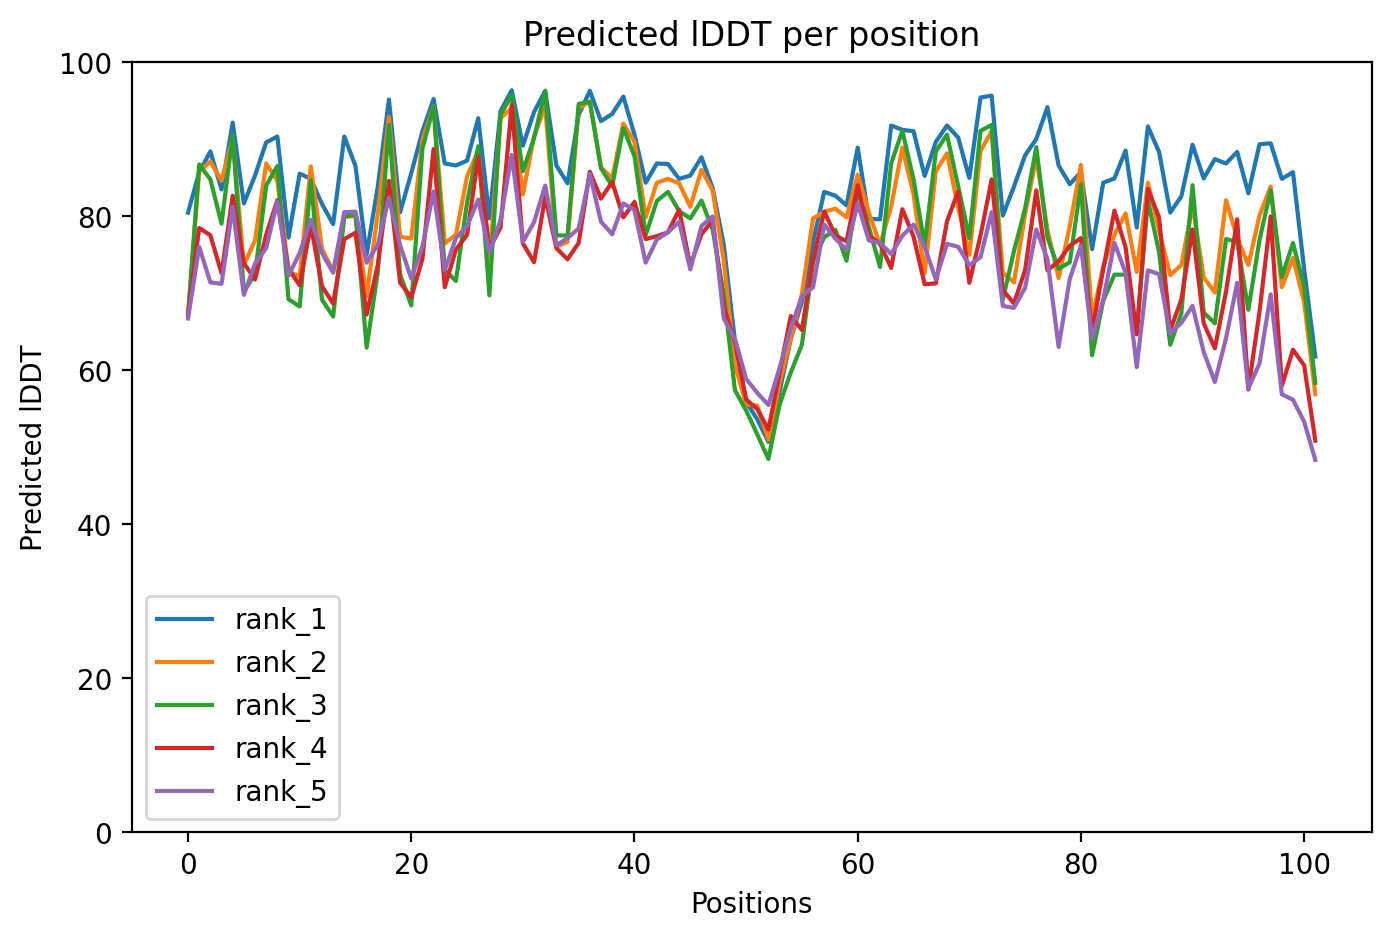 Predicted lDDT per position
Predicted lDDT
100
80
60
40
20
0
rank_1
rank_2
rank_3
rank_4
rank_5
0 20 40 60 80 100
Positions